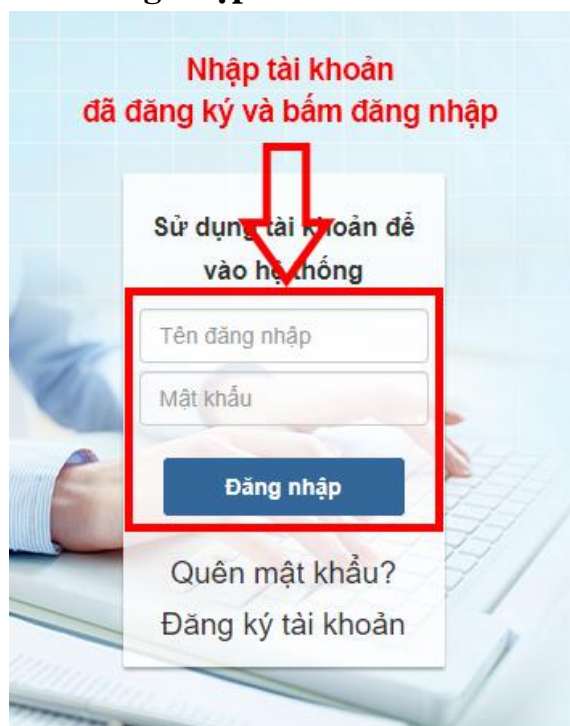 Nhập tài khoản
đã đăng ký và bấm đăng nhập
Sử dụng tài khoản để
vào hệ thống
Tên đăng nhập
Mật khẩu
Đăng nhập
Quên mật khẩu?
Đăng ký tài khoản